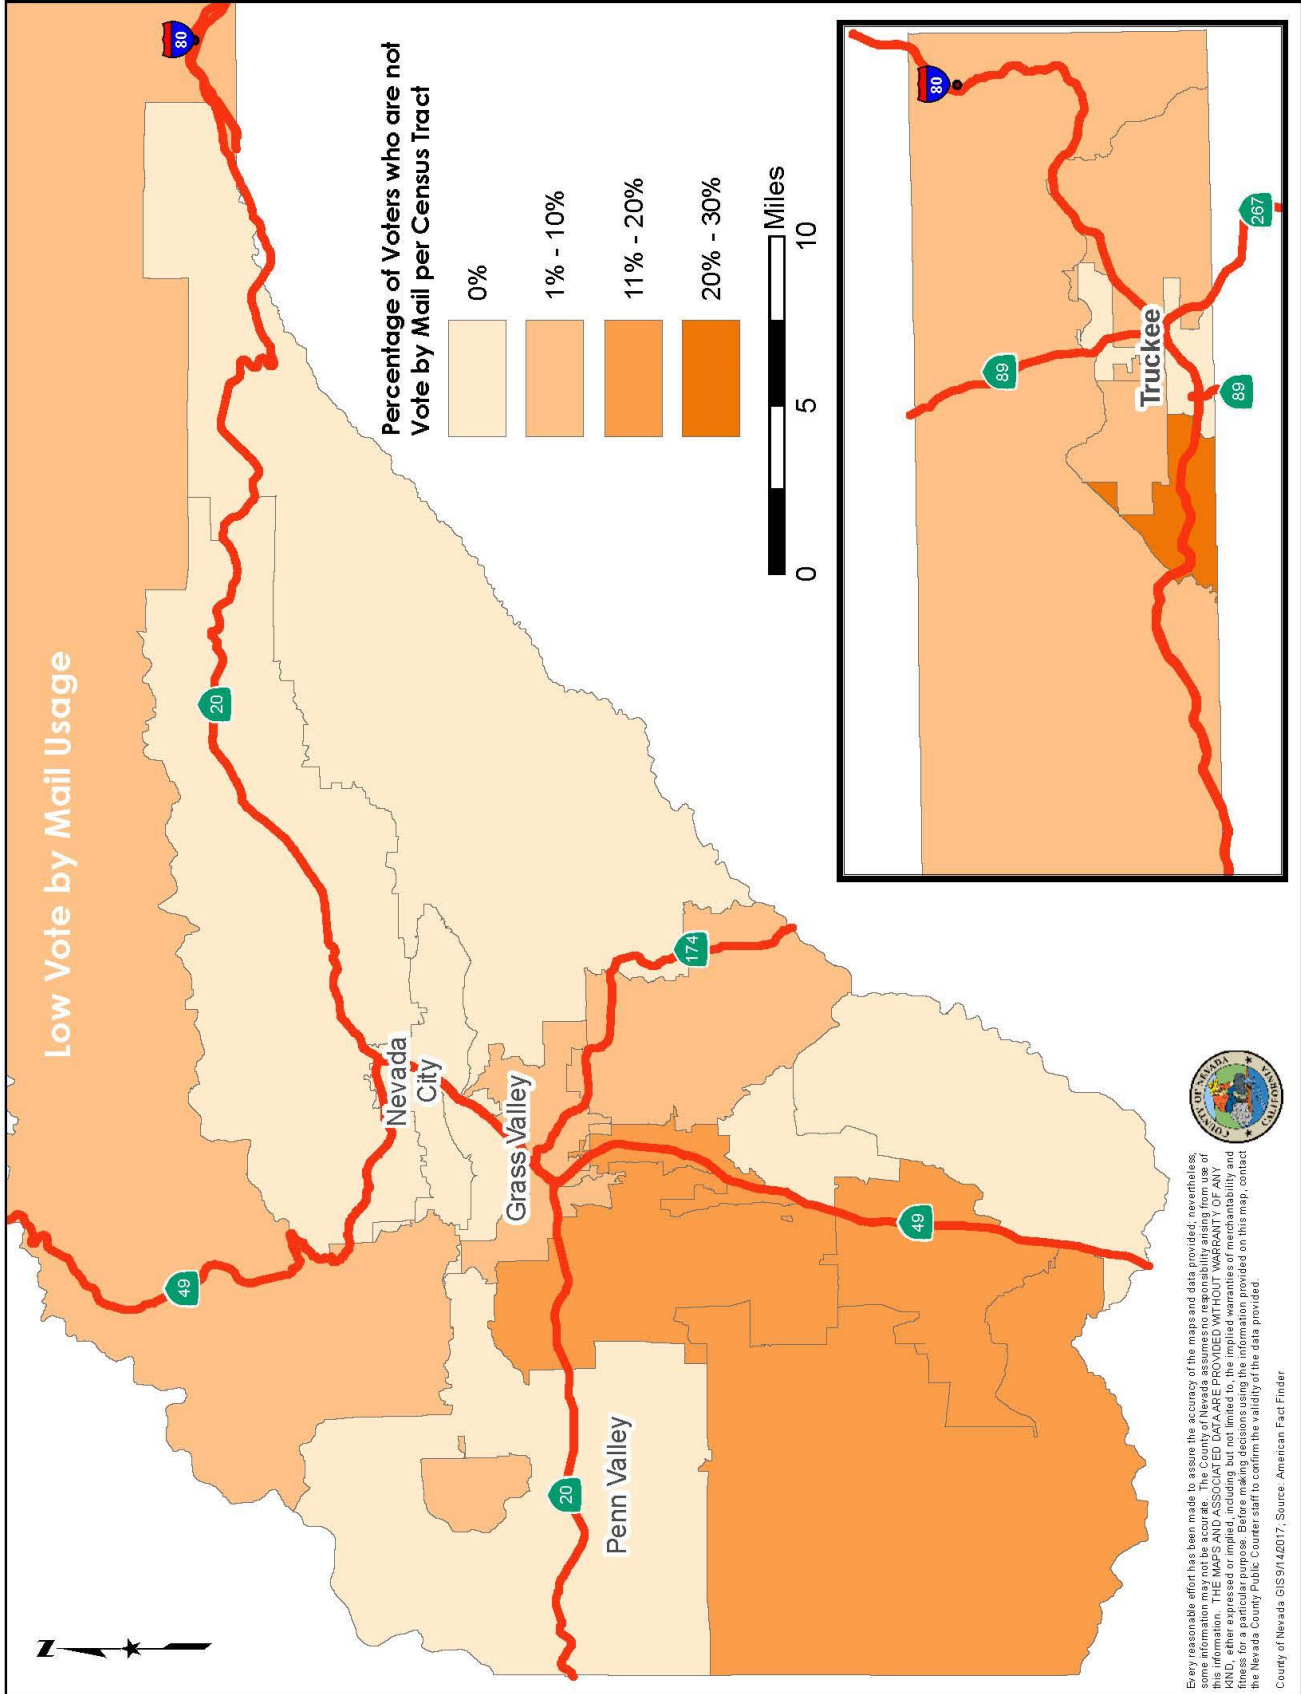 Low Vote by Mail Usage
Z
80
20
49
Nevada
City
Grass Valley
174
20
Penn Valley
49
Percentage of Voters who are not
Vote by Mail per Census Tract
0%
1% - 10%
11% - 20%
20% - 30%
0 5 10 Miles
80
89
Truckee
267
89
COUNTY OF NEVADA
CALIFORNIA
Every reasonable effort has been made to assure the accuracy of the maps and data provided; nevertheless,
some information may not be accurate. The County of Nevada assumes no responsibility arising from use of
this information. THE MAPS AND ASSOCIATED DATA ARE PROVIDED WITHOUT WARRANTY OF ANY
KIND, either expressed or implied, including but not limited to, the implied warranties of merchantability and
fitness for a particular purpose. Before making decisions using the information provided on this map, contact
the Nevada County Public Counter staff to confirm the validity of the data provided.
County of Nevada GIS9/14/2017; Source: American Fact Finder